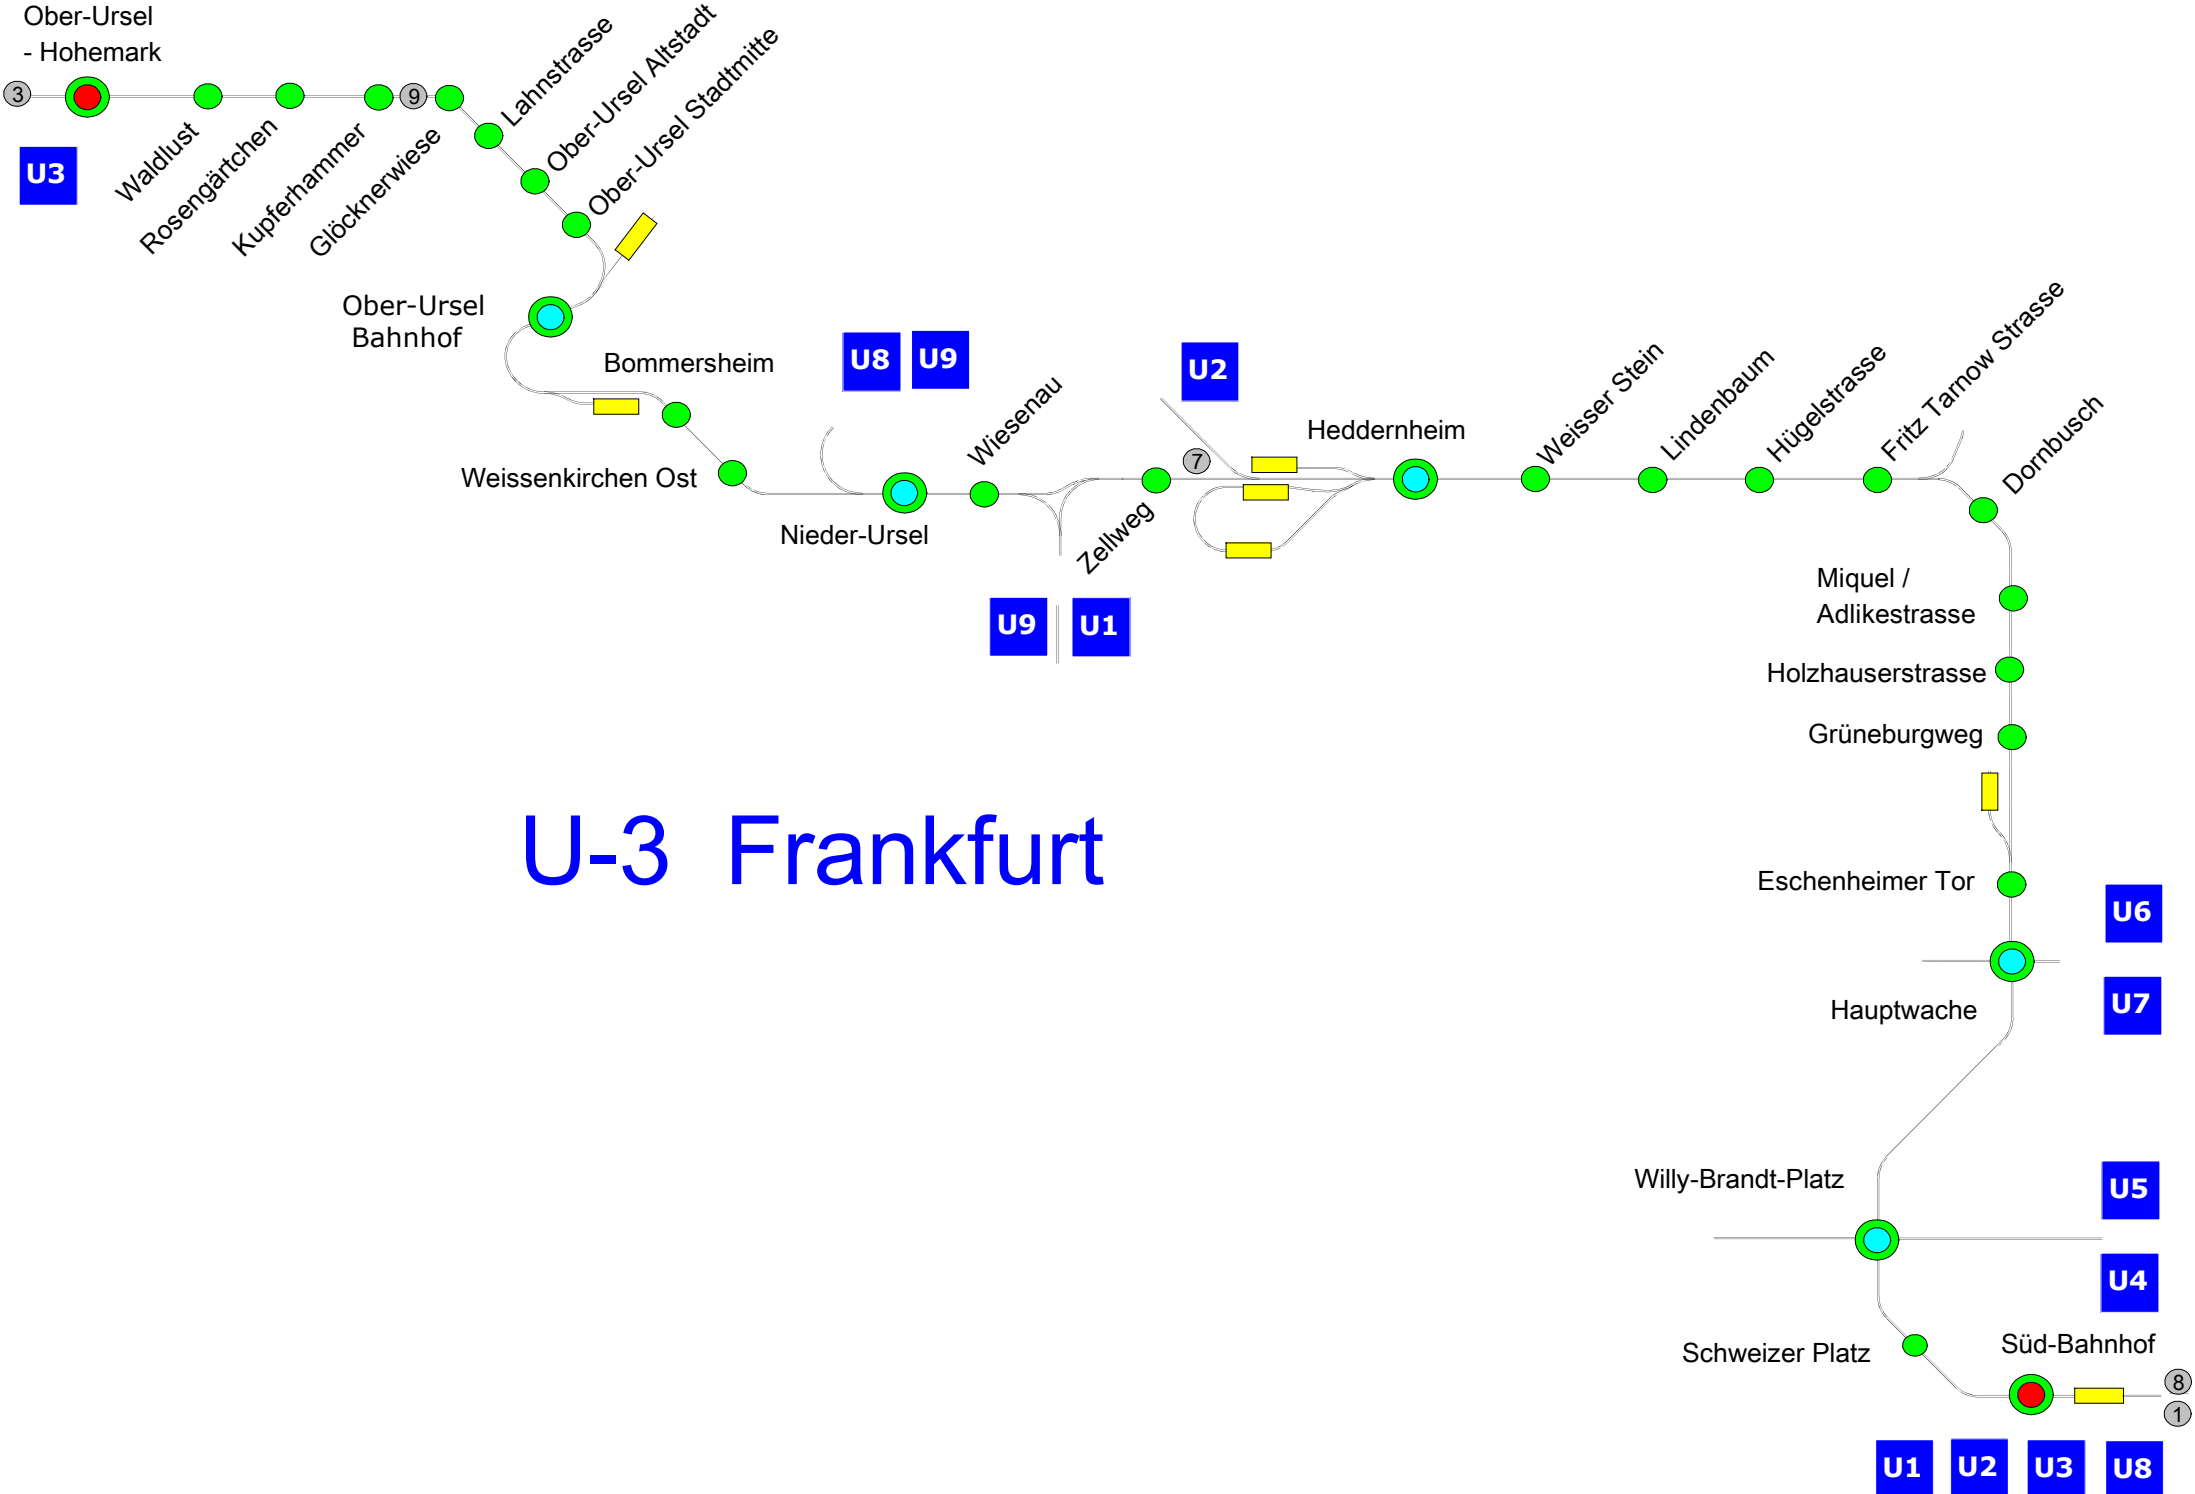 Ober-Ursel
- Hohemark
3
9
U3
Waldlust
Rosengärtchen
Kupferhammer
Glöcknerwiese
Lahnstrasse
Ober-Ursel Altstadt
Ober-Ursel Stadtmitte
Ober-Ursel
Bahnhof
Bommersheim
Weissenkirchen Ost
U8 U9
Nieder-Ursel
Wiesenau
U9 U1
Zellweg
7
U2
Heddernheim
Weisser Stein
Lindenbaum
Hügelstrasse
Fritz Tarnow Strasse
Dornbusch
Miquel /
Adlikestrasse
Holzhauserstrasse
Grüneburgweg
U-3 Frankfurt
Eschenheimer Tor
U6
Hauptwache
U7
Willy-Brandt-Platz
U5
U4
Schweizer Platz
Süd-Bahnhof
8
1
U1 U2 U3 U8